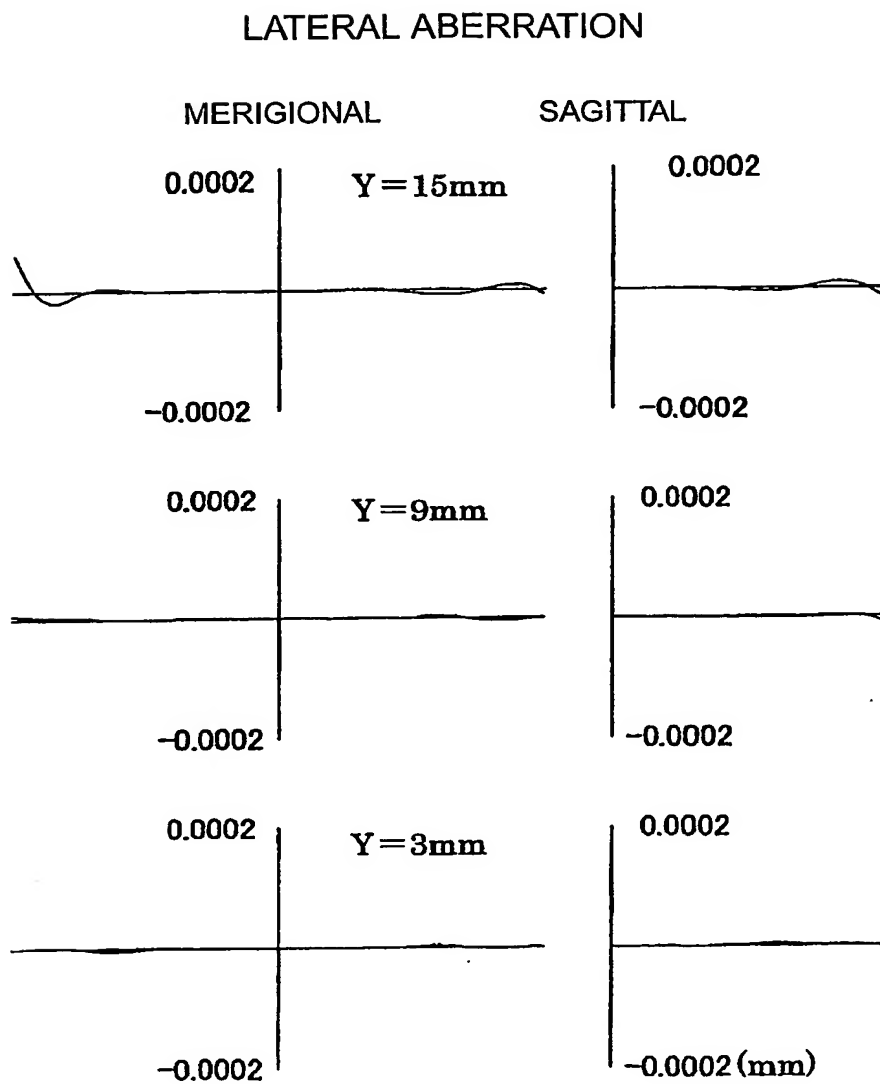 LATERAL ABERRATION
MERIGIONAL SAGITTAL
0.0002 Y=15mm 0.0002
-0.0002 -0.0002
0.0002 Y=9mm 0.0002
-0.0002 -0.0002
0.0002 Y=3mm 0.0002
-0.0002 -0.0002 (mm)